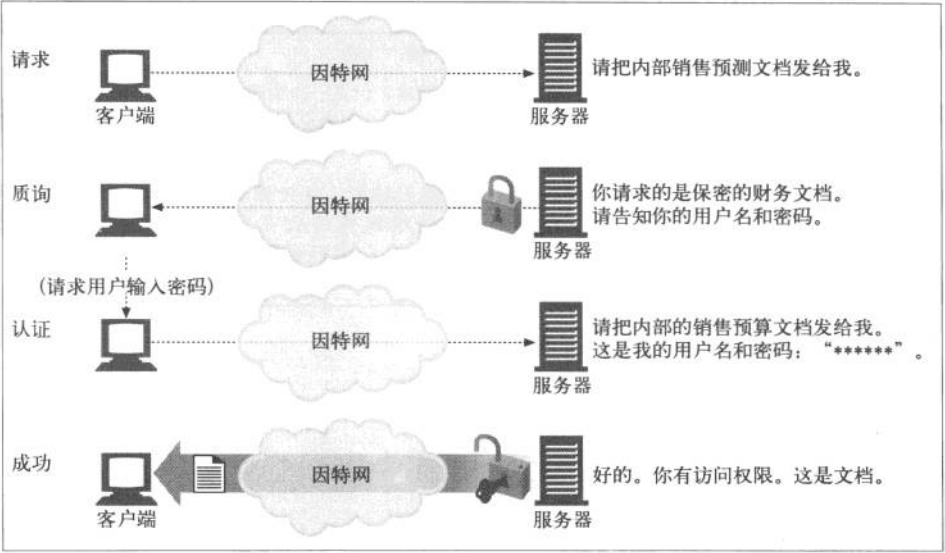 请求
因特网
请把内部销售预测文档发给我。
客户端
服务器
质询
因特网
你请求的是保密的财务文档。
请告知你的用户名和密码。
服务器
(请求用户输入密码)
认证
因特网
请把内部的销售预算文档发给我。
这是我的用户名和密码：“******”。
服务器
成功
因特网
好的。你有访问权限。这是文档。
客户端
服务器